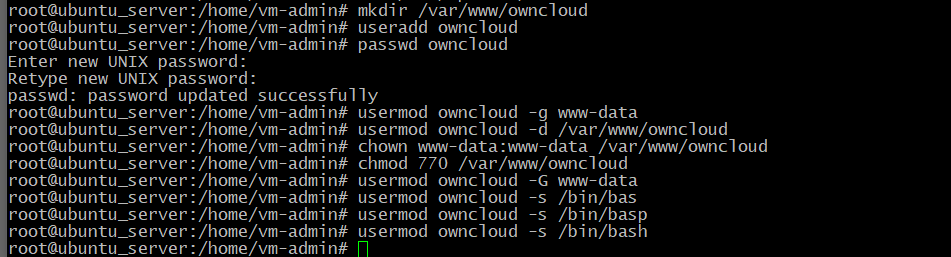 root@ubuntu_server:/home/vm-admin# mkdir /var/www/owncloud
root@ubuntu_server:/home/vm-admin# useradd owncloud
root@ubuntu_server:/home/vm-admin# passwd owncloud
Enter new UNIX password:
Retype new UNIX password:
passwd: password updated successfully
root@ubuntu_server:/home/vm-admin# usermod owncloud -g www-data
root@ubuntu_server:/home/vm-admin# usermod owncloud -d /var/www/owncloud
root@ubuntu_server:/home/vm-admin# chown www-data:www-data /var/www/owncloud
root@ubuntu_server:/home/vm-admin# chmod 770 /var/www/owncloud
root@ubuntu_server:/home/vm-admin# usermod owncloud -G www-data
root@ubuntu_server:/home/vm-admin# usermod owncloud -s /bin/bas
root@ubuntu_server:/home/vm-admin# usermod owncloud -s /bin/basp
root@ubuntu_server:/home/vm-admin# usermod owncloud -s /bin/bash
root@ubuntu_server:/home/vm-admin#